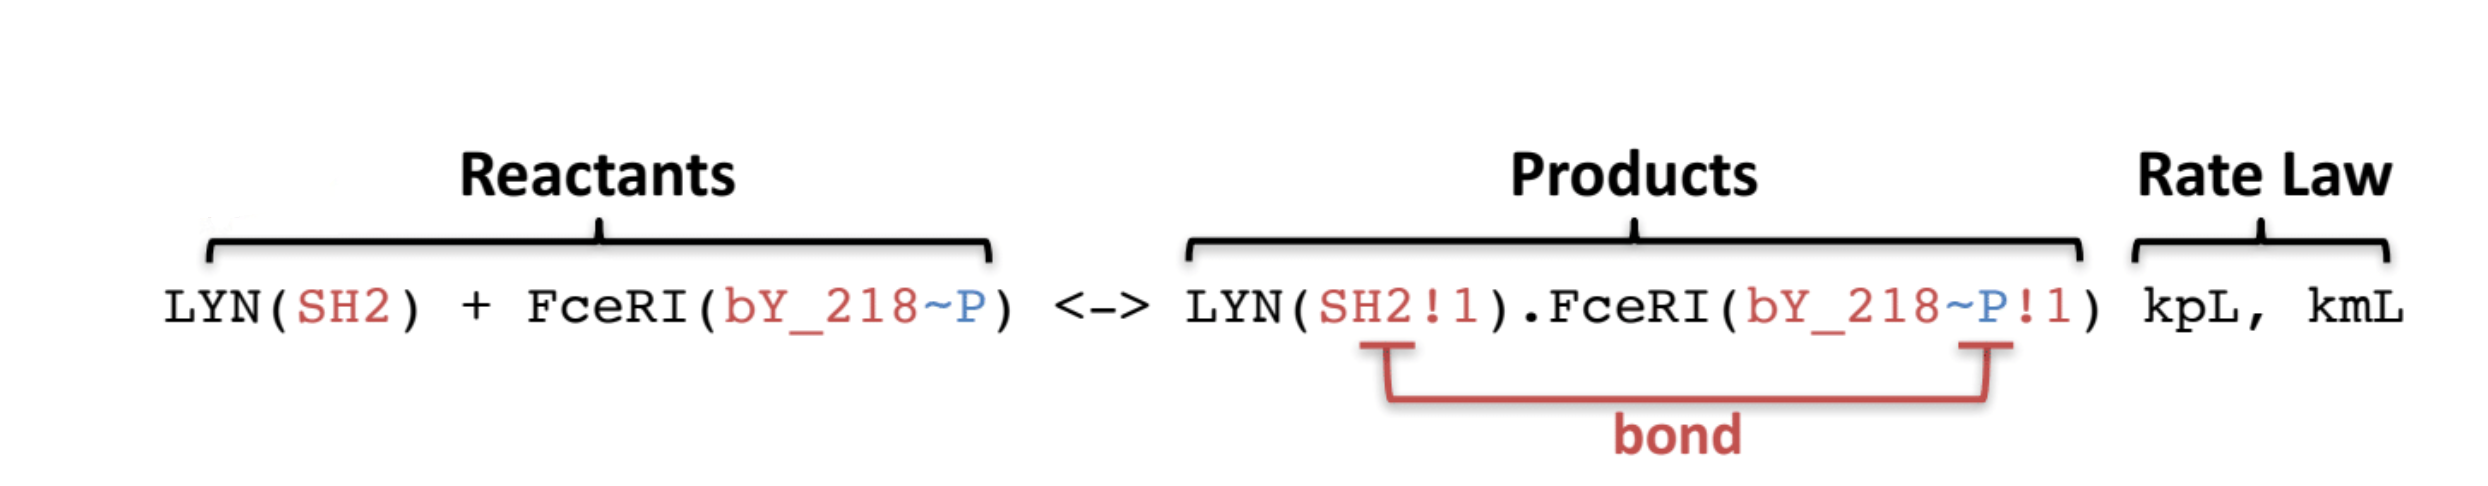 Reactants Products Rate Law
LYN(SH2) + FceRI(bY_218~P) <-> LYN(SH2!1).FceRI(bY_218~P!1) kpL, kmL
bond